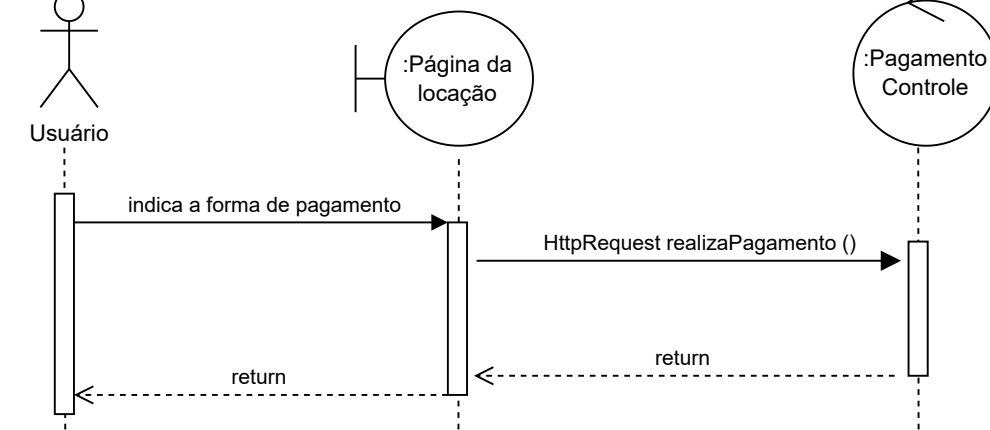 :Página da
locação
:Pagamento
Controle
Usuário
indica a forma de pagamento
HttpRequest realizaPagamento ()
return
return